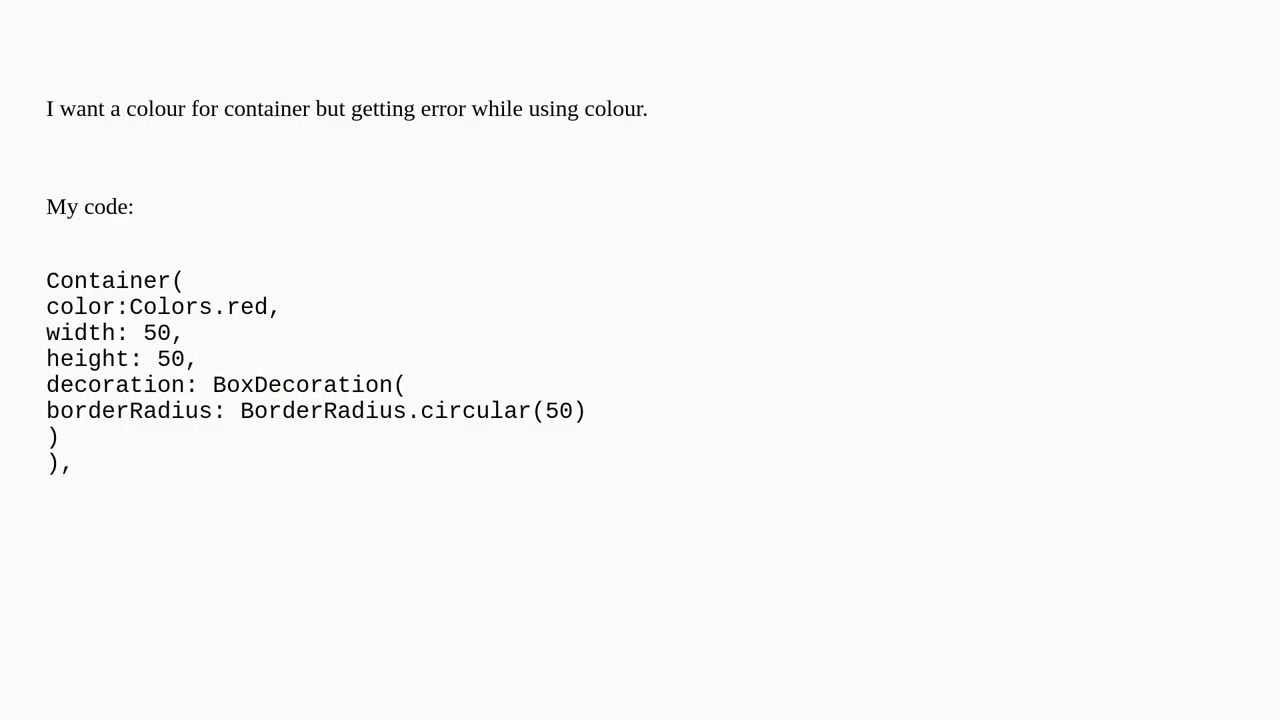 I want a colour for container but getting error while using colour.
My code:
Container(
color:Colors.red,
width: 50,
height: 50,
decoration: BoxDecoration(
borderRadius: BorderRadius.circular(50)
)
),